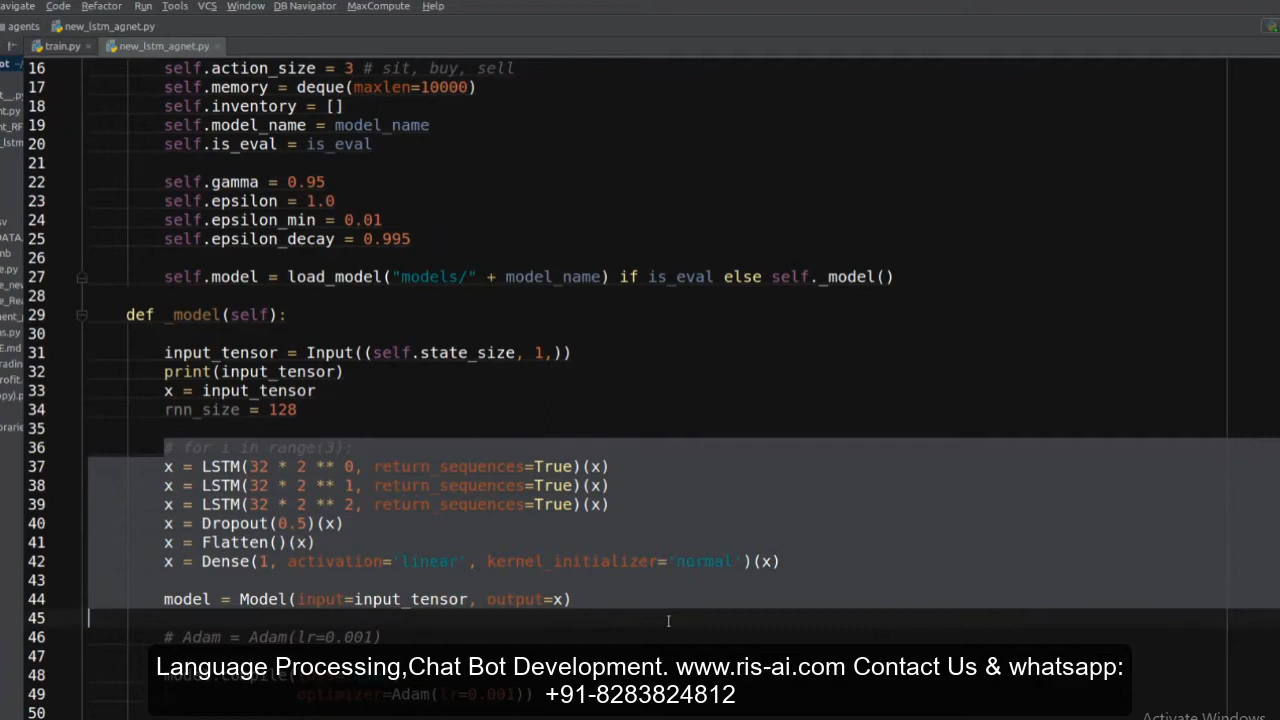 avigate Code Refactor Run Tools VCS Window DB Navigator MaxCompute Help
agents new_lstm_agnet.py
train.py new_lstm_agnet.py
16 self.action_size = 3 # sit, buy, sell
17 self.memory = deque(maxlen=10000)
18 self.inventory = []
19 self.model_name = model_name
20 self.is_eval = is_eval
21
22 self.gamma = 0.95
23 self.epsilon = 1.0
24 self.epsilon_min = 0.01
25 self.epsilon_decay = 0.995
26
27 self.model = load_model("models/" + model_name) if is_eval else self._model()
28
29 def _model(self):
30
31 input_tensor = Input((self.state_size, 1,))
32 print(input_tensor)
33 x = input_tensor
34 rnn_size = 128
35
36 # for i in range(3):
37 x = LSTM(32 * 2 ** 0, return_sequences=True)(x)
38 x = LSTM(32 * 2 ** 1, return_sequences=True)(x)
39 x = LSTM(32 * 2 ** 2, return_sequences=True)(x)
40 x = Dropout(0.5)(x)
41 x = Flatten()(x)
42 x = Dense(1, activation='linear', kernel_initializer='normal')(x)
43
44 model = Model(input=input_tensor, output=x)
45
46 # Adam = Adam(lr=0.001)
47
48
49 optimizer=Adam(lr=0.001))
50
Language Processing,Chat Bot Development. www.ris-ai.com Contact Us & whatsapp:
+91-8283824812
Activate Windows